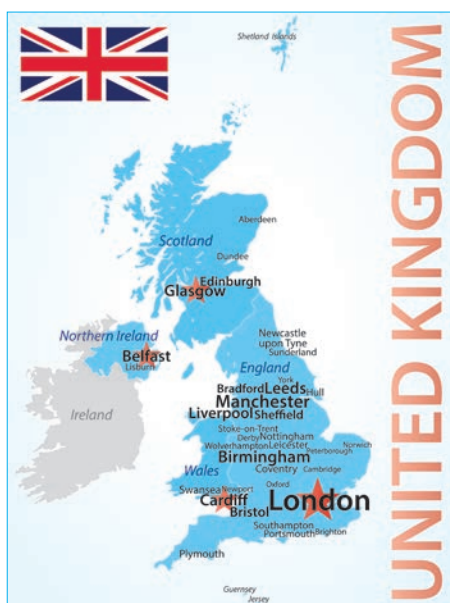 Shetland Islands
UNITED KINGDOM
Aberdeen
Scotland
Dundee
Edinburgh
Glasgow
Northern Ireland
Belfast
Lisburn
Newcastle
upon Tyne
Sunderland
England
York
Bradford Leeds
Hull
Manchester
Liverpool Sheffield
Ireland
Stoke-on-Trent
Derby Nottingham
Norwich
Wolverhampton Leicester
Peterborough
Birmingham
Wales
Coventry
Cambridge
Swansea Newport
Oxford
Cardiff
London
Bristol
Southampton
Portsmouth Brighton
Plymouth
Guernsey
Jersey